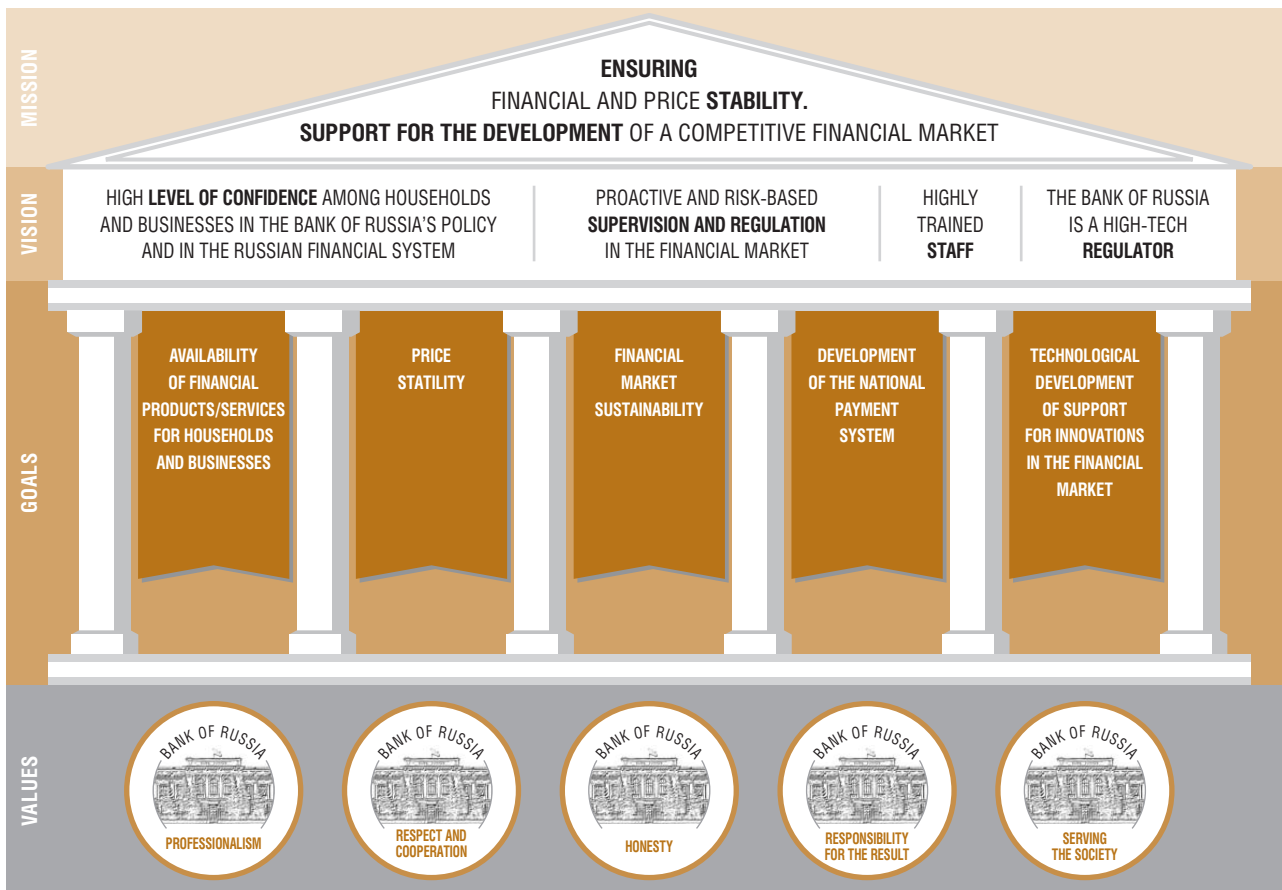 MISSION
ENSURING
FINANCIAL AND PRICE STABILITY.
SUPPORT FOR THE DEVELOPMENT OF A COMPETITIVE FINANCIAL MARKET
VISION
HIGH LEVEL OF CONFIDENCE AMONG HOUSEHOLDS
AND BUSINESSES IN THE BANK OF RUSSIA'S POLICY
AND IN THE RUSSIAN FINANCIAL SYSTEM
PROACTIVE AND RISK-BASED
SUPERVISION AND REGULATION
IN THE FINANCIAL MARKET
HIGHLY
TRAINED
STAFF
THE BANK OF RUSSIA
IS A HIGH-TECH
REGULATOR
GOALS
AVAILABILITY
OF FINANCIAL
PRODUCTS/SERVICES
FOR HOUSEHOLDS
AND BUSINESSES
PRICE
STATILITY
FINANCIAL
MARKET
SUSTAINABILITY
DEVELOPMENT
OF THE NATIONAL
PAYMENT
SYSTEM
TECHNOLOGICAL
DEVELOPMENT
OF SUPPORT
FOR INNOVATIONS
IN THE FINANCIAL
MARKET
VALUES
BANK OF RUSSIA
PROFESSIONALISM
BANK OF RUSSIA
RESPECT AND
COOPERATION
BANK OF RUSSIA
HONESTY
BANK OF RUSSIA
RESPONSIBILITY
FOR THE RESULT
BANK OF RUSSIA
SERVING
THE SOCIETY